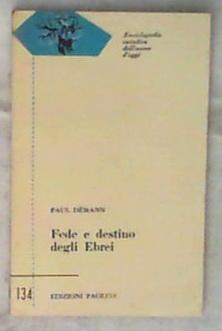 Enciclopedia
cattolica
dell'uomo
d'oggi
PAUL DÉMANN
Fede e destino
degli Ebrei
134
EDIZIONI PAOLINE